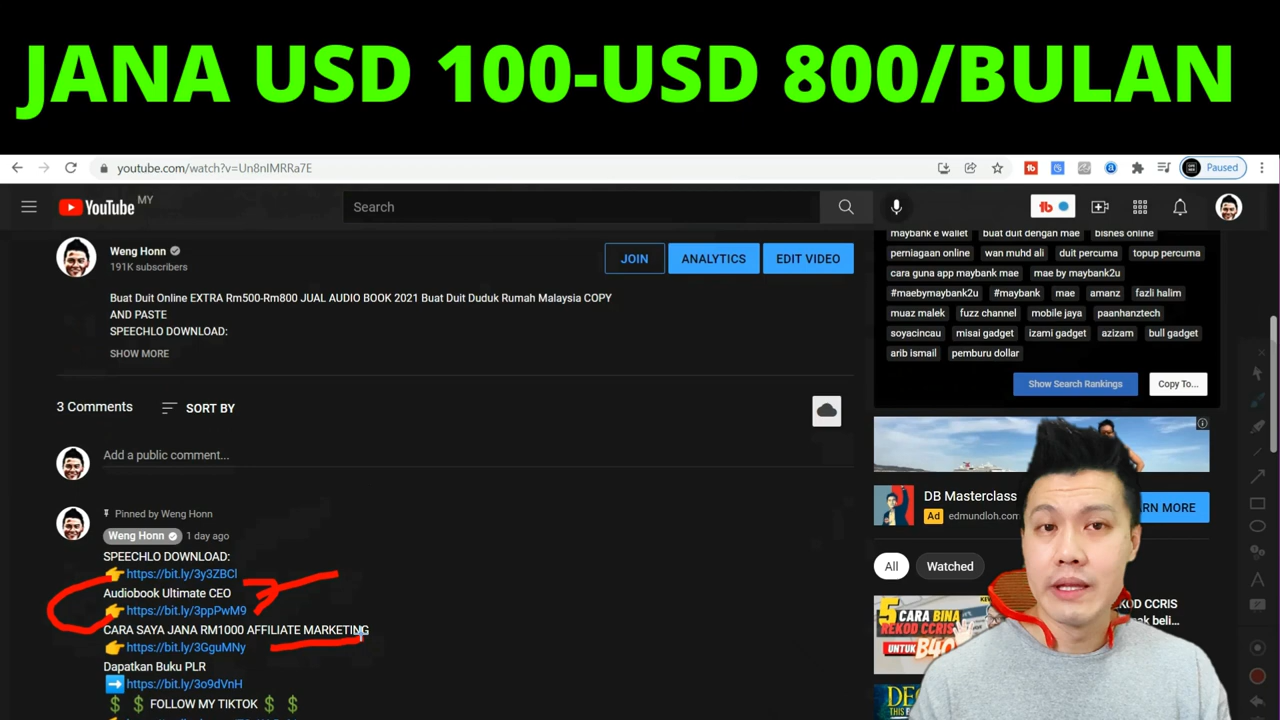 JANA USD 100-USD 800/BULAN
youtube.com/watch?v=Un8nIMRRa7E
Paused
YouTube MY
Search
Weng Honn
191K subscribers
JOIN
ANALYTICS
EDIT VIDEO
Buat Duit Online EXTRA Rm500-Rm800 JUAL AUDIO BOOK 2021 Buat Duit Duduk Rumah Malaysia COPY
AND PASTE
SPEECHLO DOWNLOAD:
SHOW MORE
3 Comments
SORT BY
Add a public comment...
Pinned by Weng Honn
Weng Honn 1 day ago
SPEECHLO DOWNLOAD:
👉 https://bit.ly/3y3ZBCl
Audiobook Ultimate CEO
👉 https://bit.ly/3ppPwM9
CARA SAYA JANA RM1000 AFFILIATE MARKETING
👉 https://bit.ly/3GguMNy
Dapatkan Buku PLR
➡️ https://bit.ly/3o9dVnH
💲 💲 FOLLOW MY TIKTOK 💲 💲
maybank e wallet buat duit dengan mae bisnes online
perniagaan online wan muhd ali duit percuma topup percuma
cara guna app maybank mae mae by maybank2u
#maebymaybank2u #maybank mae amanz fazli halim
muaz malek fuzz channel mobile jaya paanhanztech
soyacincau misai gadget izami gadget azizam bull gadget
arib ismail pemburu dollar
Show Search Rankings
Copy To...
DB Masterclass
Ad edmundloh.com
ARN MORE
All
Watched
5 CARA BINA
REKOD CCRIS
UNTUK
OD CCRIS
beli...